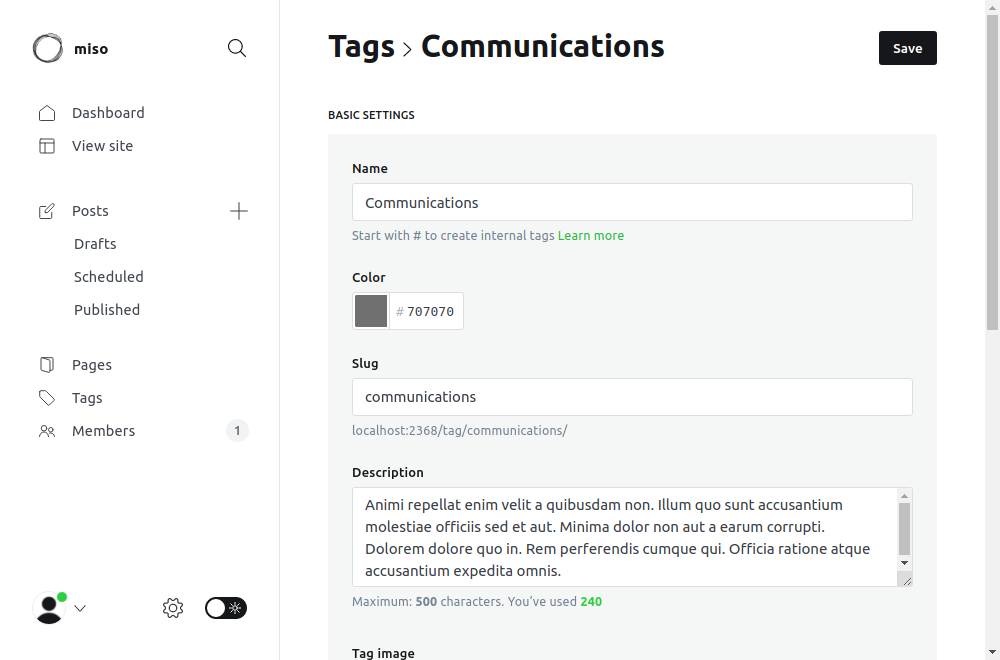 miso
Dashboard
View site
Posts
Drafts
Scheduled
Published
Pages
Tags
Members 1
Tags > Communications
Save
BASIC SETTINGS
Name
Communications
Start with # to create internal tags Learn more
Color
# 707070
Slug
communications
localhost:2368/tag/communications/
Description
Animi repellat enim velit a quibusdam non. Illum quo sunt accusantium
molestiae officiis sed et aut. Minima dolor non aut a earum corrupti.
Dolorem dolore quo in. Rem perferendis cumque qui. Officia ratione atque
accusantium expedita omnis.
Maximum: 500 characters. You’ve used 240
Tag image